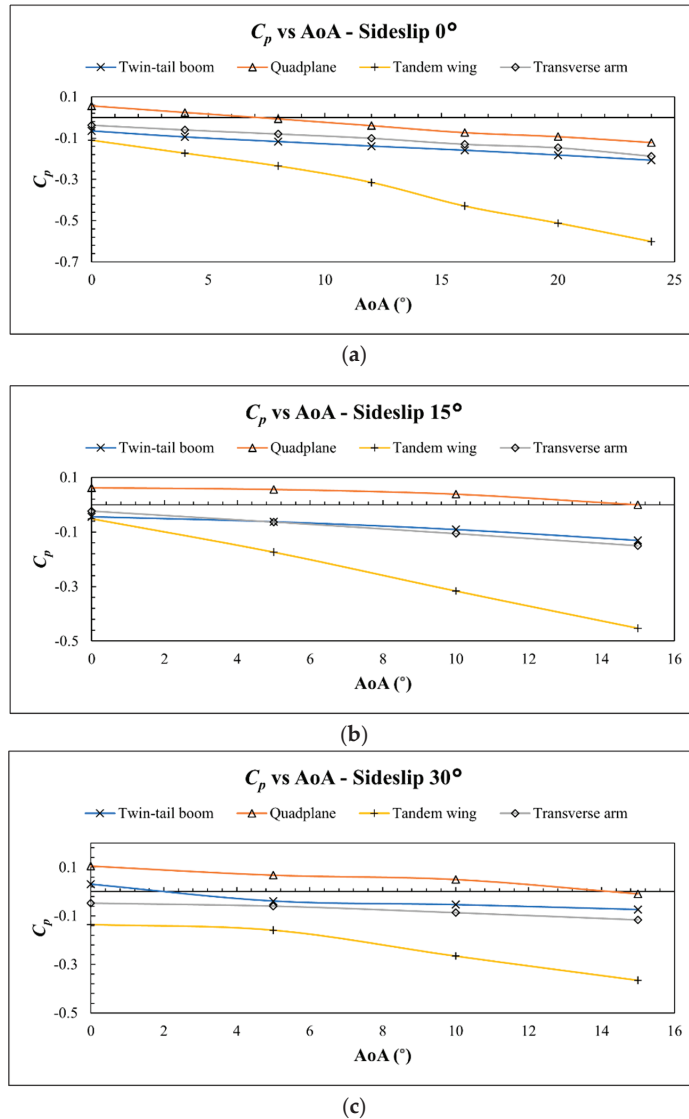 Cp vs AoA - Sideslip 0°
Twin-tail boom Quadplane Tandem wing Transverse arm
0.1
-0.1
-0.3
-0.5
-0.7
Cp
0 5 10 15 20 25
AoA (°)
(a)
Cp vs AoA - Sideslip 15°
Twin-tail boom Quadplane Tandem wing Transverse arm
0.1
-0.1
-0.3
-0.5
Cp
0 2 4 6 8 10 12 14 16
AoA (°)
(b)
Cp vs AoA - Sideslip 30°
Twin-tail boom Quadplane Tandem wing Transverse arm
0.1
-0.1
-0.3
-0.5
Cp
0 2 4 6 8 10 12 14 16
AoA (°)
(c)